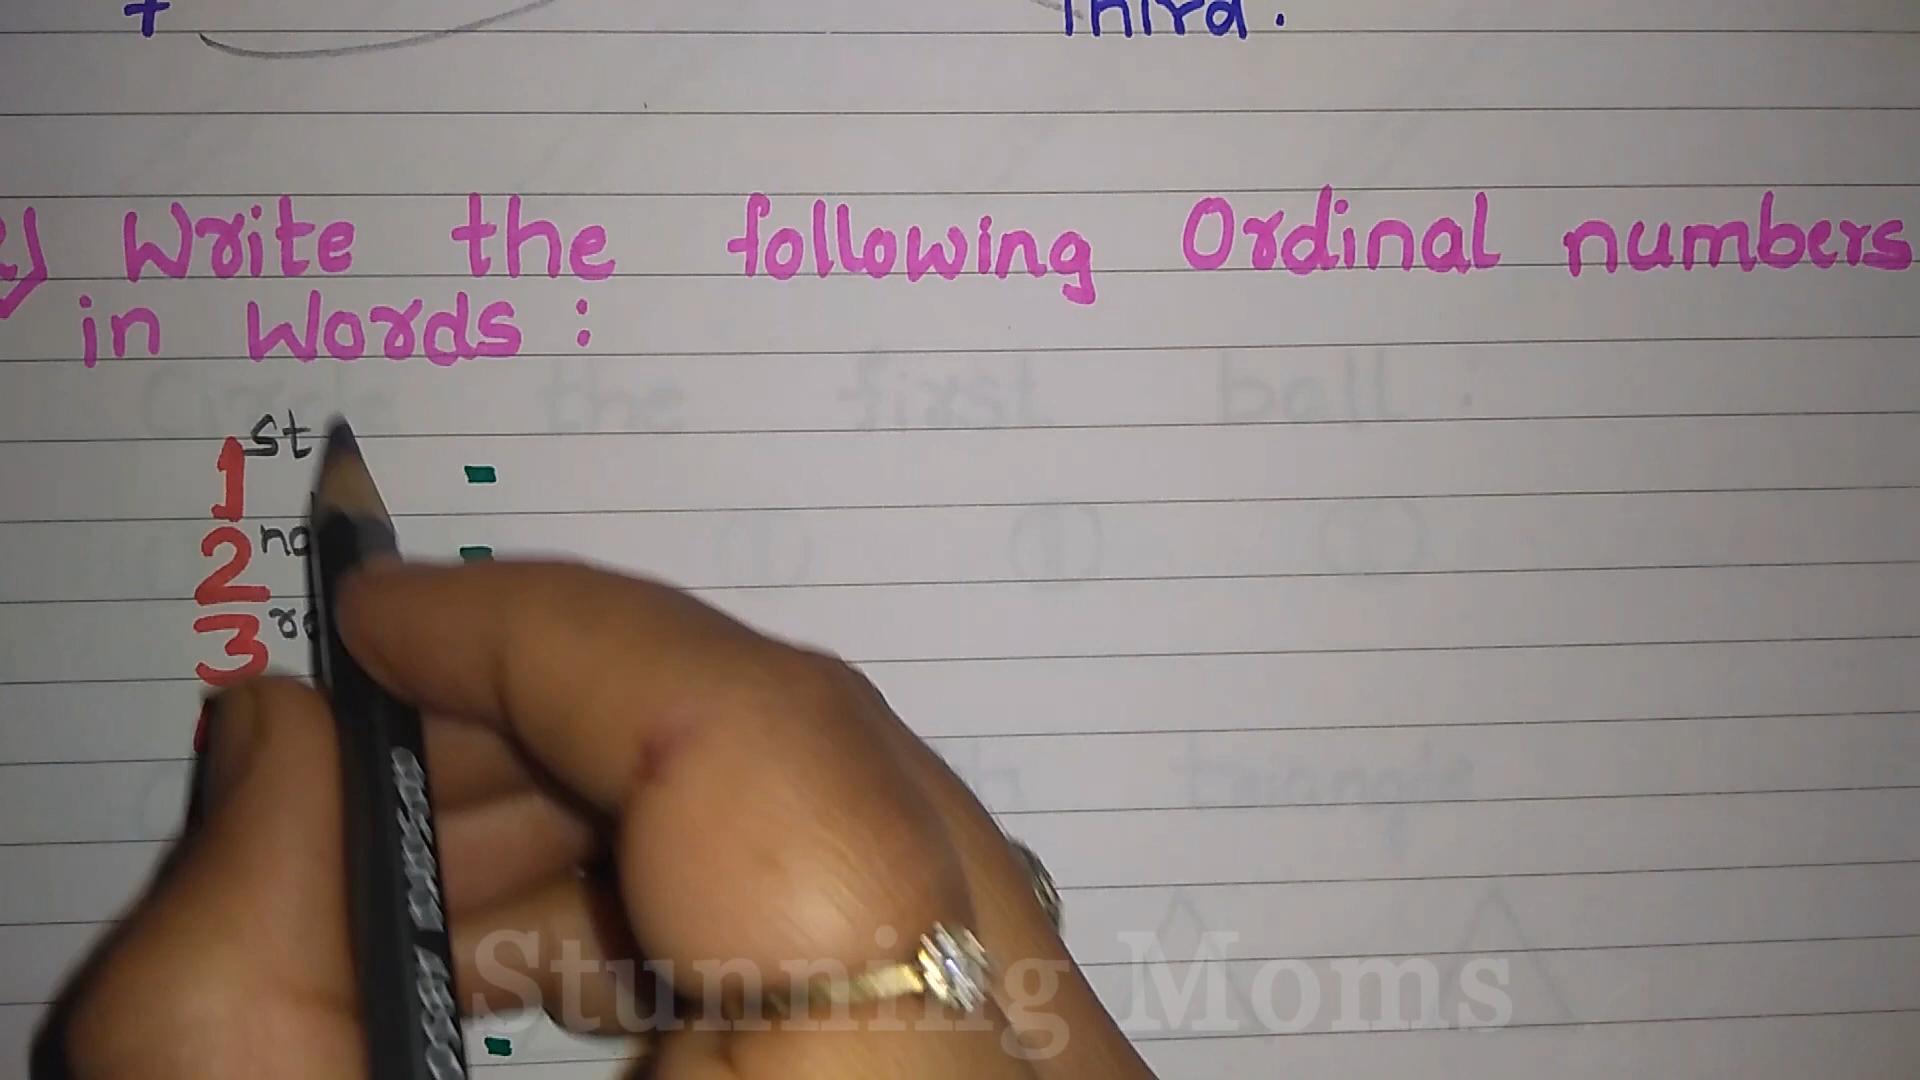 Third.
Write the following Ordinal numbers
in Words :
1st -
2nd -
3rd
-
Stunning Moms